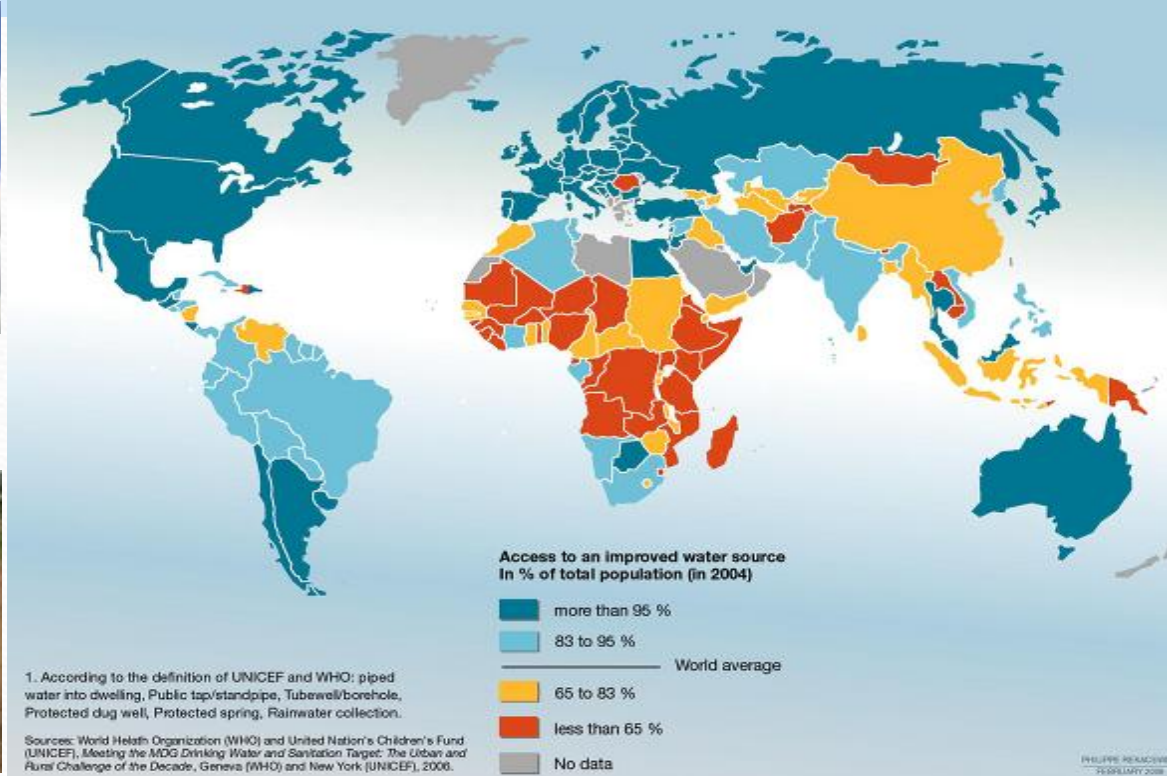 Access to an improved water source
In % of total population (in 2004)
more than 95 %
83 to 95 %
World average
65 to 83 %
less than 65 %
No data
1. According to the definition of UNICEF and WHO: piped
water into dwelling, Public tap/standpipe, Tubewell/borehole,
Protected dug well, Protected spring, Rainwater collection.
Sources: World Helath Organization (WHO) and United Nation's Children's Fund
(UNICEF), Meeting the MDG Drinking Water and Sanitation Target: The Urban and
Rural Challenge of the Decade, Geneva (WHO) and New York (UNICEF), 2006.
PHILIPPE
FEBRUARY